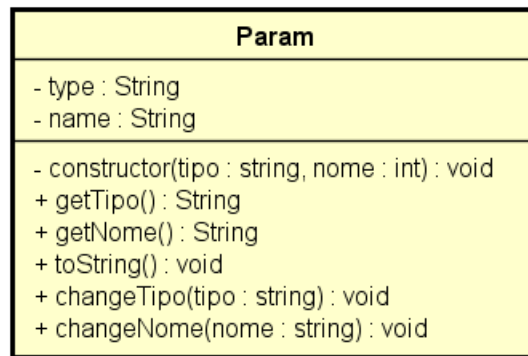 Param
- type : String
- name : String
- constructor(tipo : string, nome : int) : void
+ getTipo() : String
+ getNome() : String
+ toString() : void
+ changeTipo(tipo : string) : void
+ changeNome(nome : string) : void